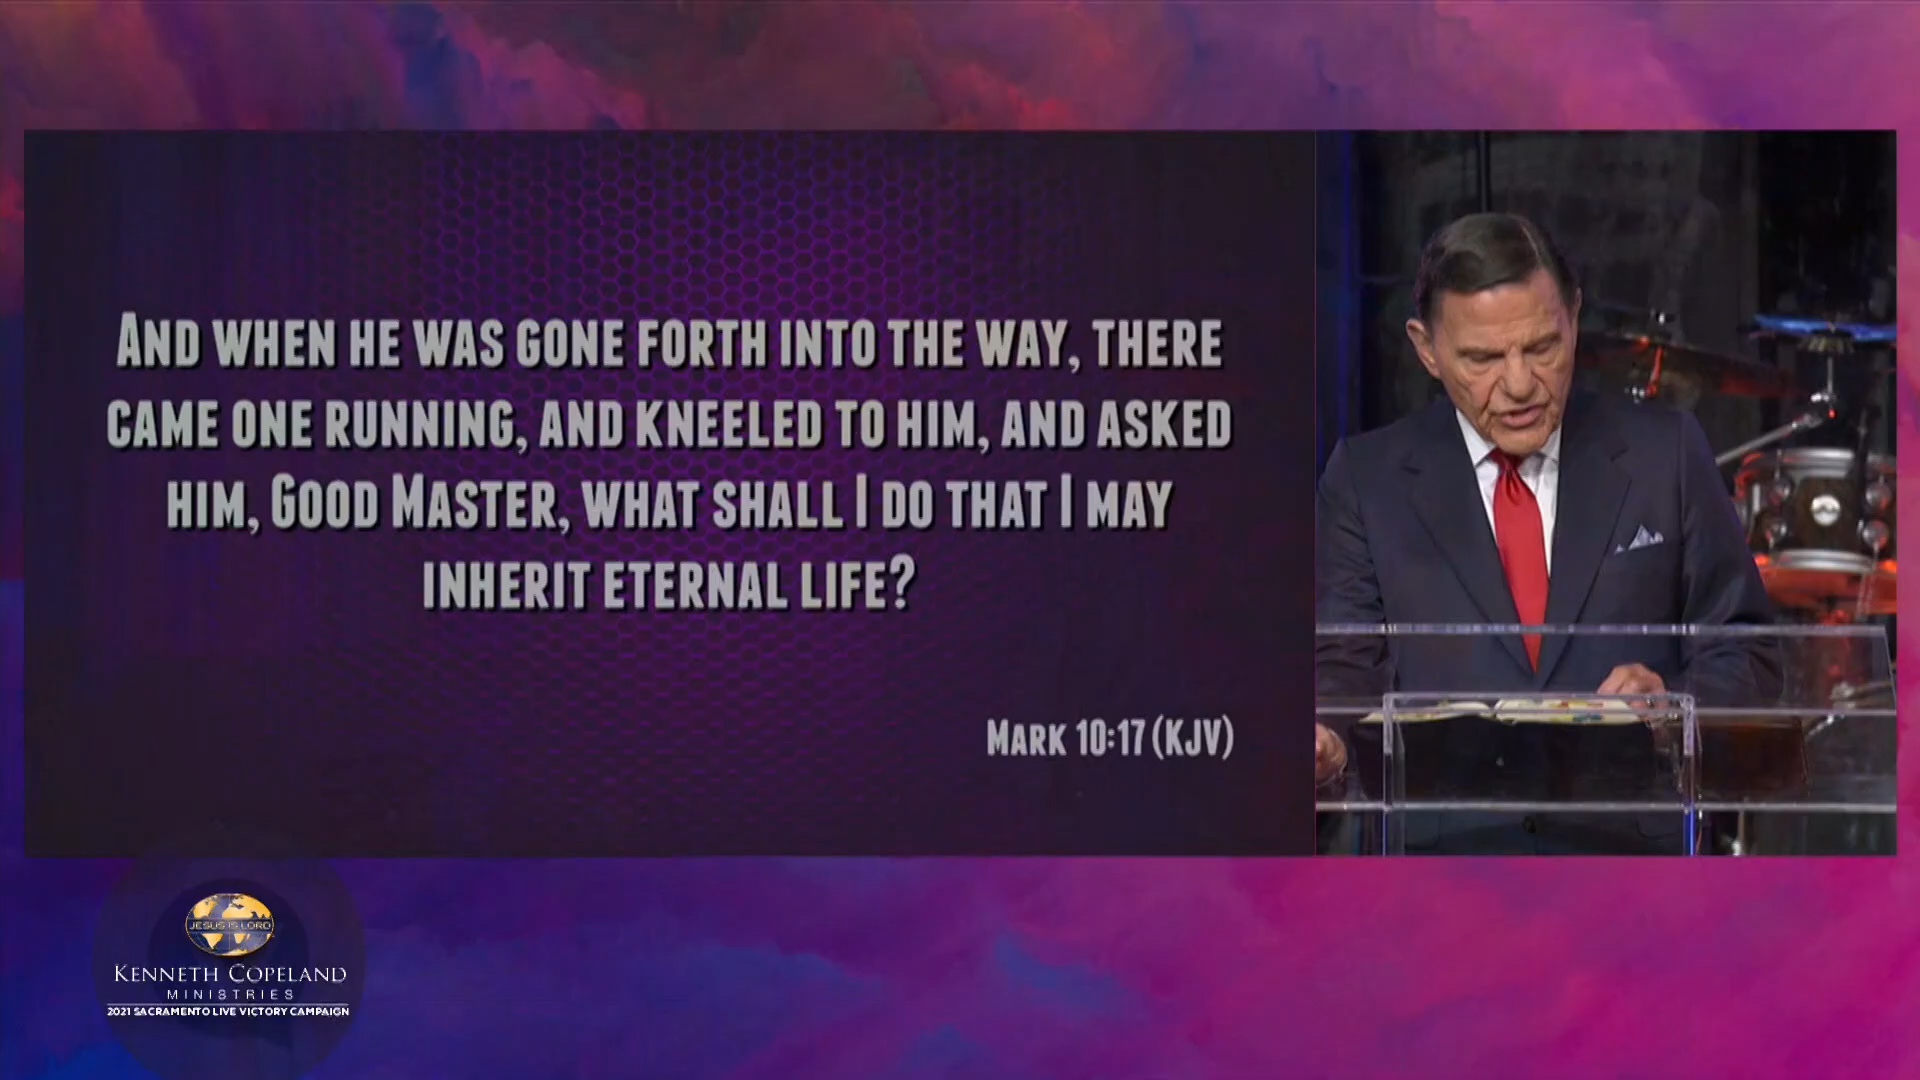 And when he was gone forth into the way, there
came one running, and kneeled to him, and asked
him, Good Master, what shall I do that I may
inherit eternal life?
Mark 10:17 (KJV)
JESUS IS LORD
Kenneth Copeland
MINISTRIES
2021 SACRAMENTO LIVE VICTORY CAMPAIGN